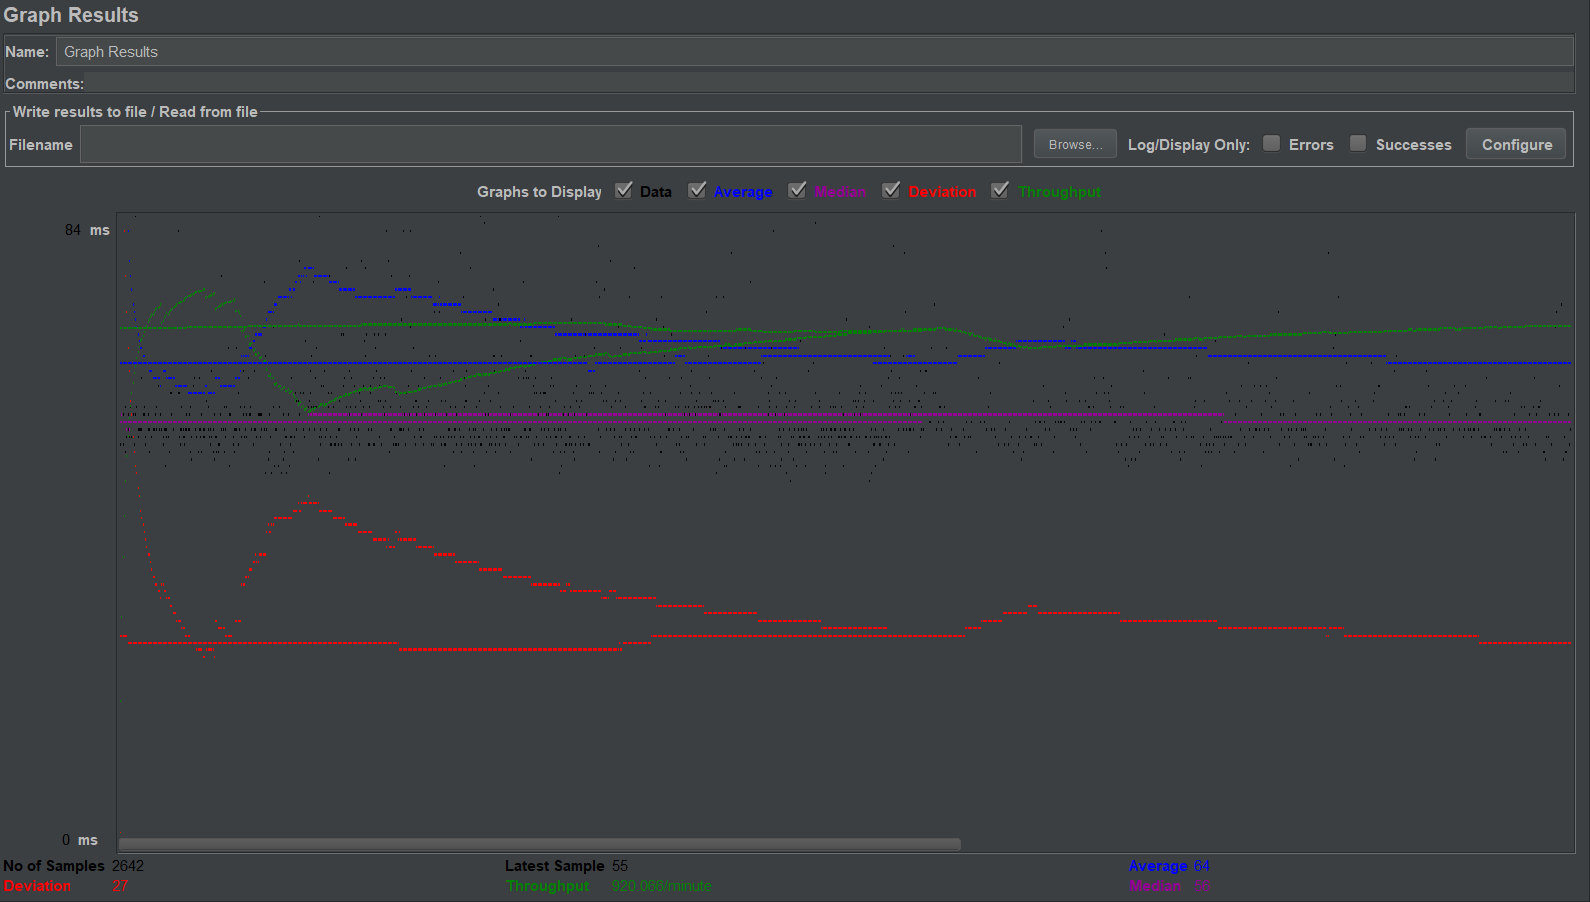 Graph Results
Name: Graph Results
Comments:
Write results to file / Read from file
Filename Browse... Log/Display Only: Errors Successes Configure
Graphs to Display Data Average Median Deviation Throughput
84 ms
0 ms
No of Samples 2642 Latest Sample 55 Average 64
Deviation 27 Throughput 920.066/minute Median 56